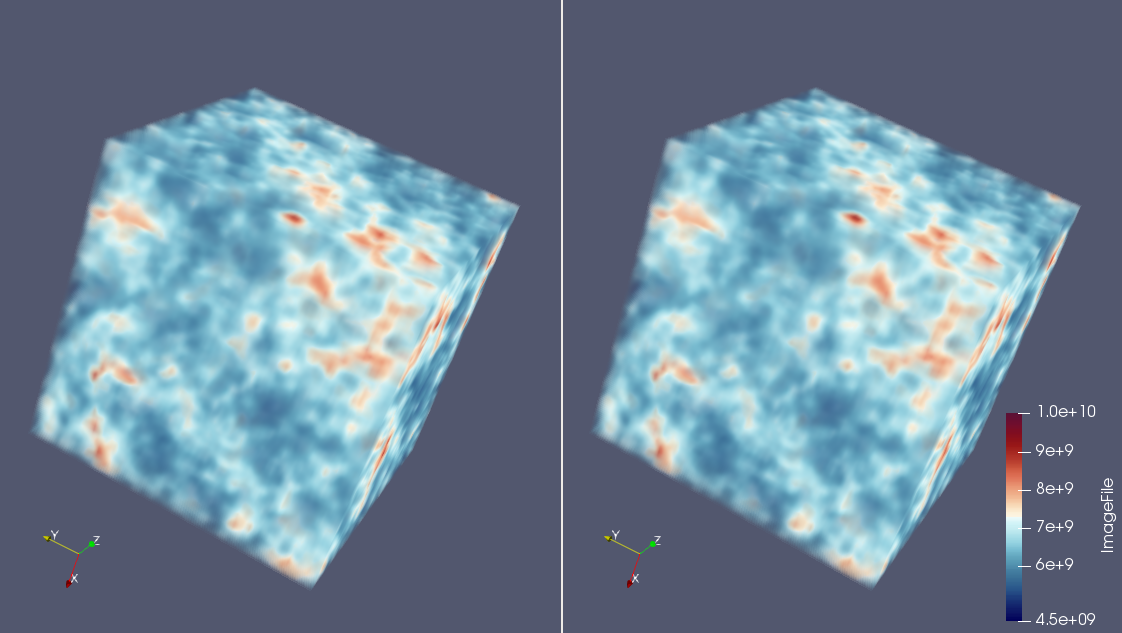 Y
Z
X
Y
Z
X
1.0e+10
9e+9
8e+9
7e+9
6e+9
4.5e+09
ImageFile